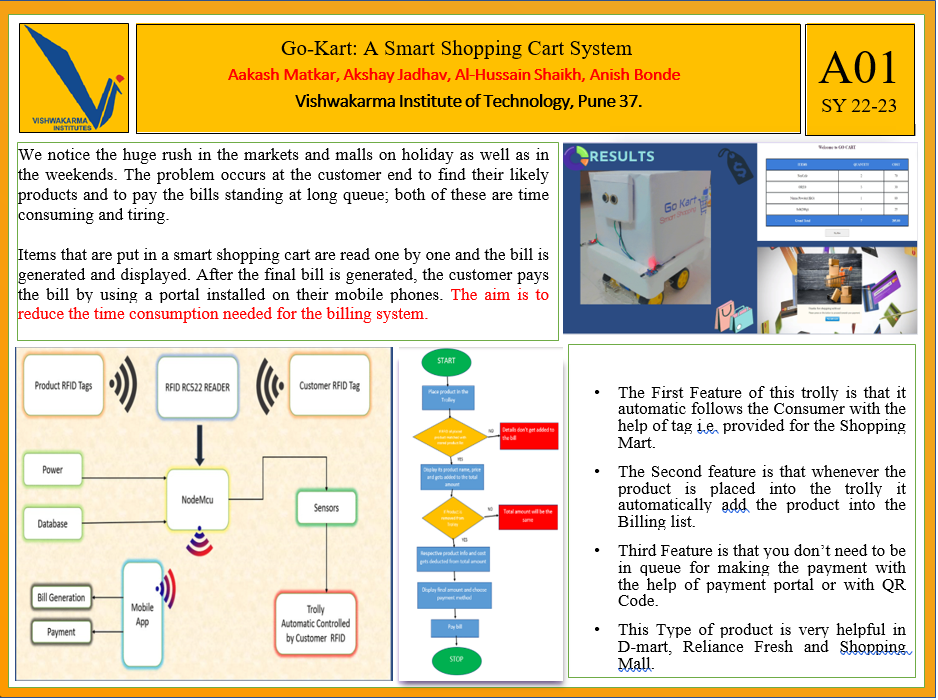 VISHWAKARMA
INSTITUTES
Go-Kart: A Smart Shopping Cart System
Aakash Matkar, Akshay Jadhav, Al-Hussain Shaikh, Anish Bonde
Vishwakarma Institute of Technology, Pune 37.
A01
SY 22-23
We notice the huge rush in the markets and malls on holiday as well as in
the weekends. The problem occurs at the customer end to find their likely
products and to pay the bills standing at long queue; both of these are time
consuming and tiring.
Items that are put in a smart shopping cart are read one by one and the bill is
generated and displayed. After the final bill is generated, the customer pays
the bill by using a portal installed on their mobile phones. The aim is to
reduce the time consumption needed for the billing system.
RESULTS
Go Kart
Smart Shopping
Welcome to GO CART
Product RFID Tags
RFID RC522 READER
Customer RFID Tag
Power
NodeMcu
Database
Sensors
Bill Generation
Mobile
App
Payment
Trolly
Automatic Controlled
by Customer RFID
START
Place product in the
Trolley
NO
Details don't get added to
the bill
YES
Display its product name, price
and gets added to the total
amount
NO
Total amount will be the
same
YES
Respective product info and cost
gets deducted from total amount
Display final amount and choose
payment method
Pay bill
STOP
• The First Feature of this trolly is that it
automatic follows the Consumer with the
help of tag i.e. provided for the Shopping
Mart.
• The Second feature is that whenever the
product is placed into the trolly it
automatically add the product into the
Billing list.
• Third Feature is that you don't need to be
in queue for making the payment with
the help of payment portal or with QR
Code.
• This Type of product is very helpful in
D-mart, Reliance Fresh and Shopping
Mall.